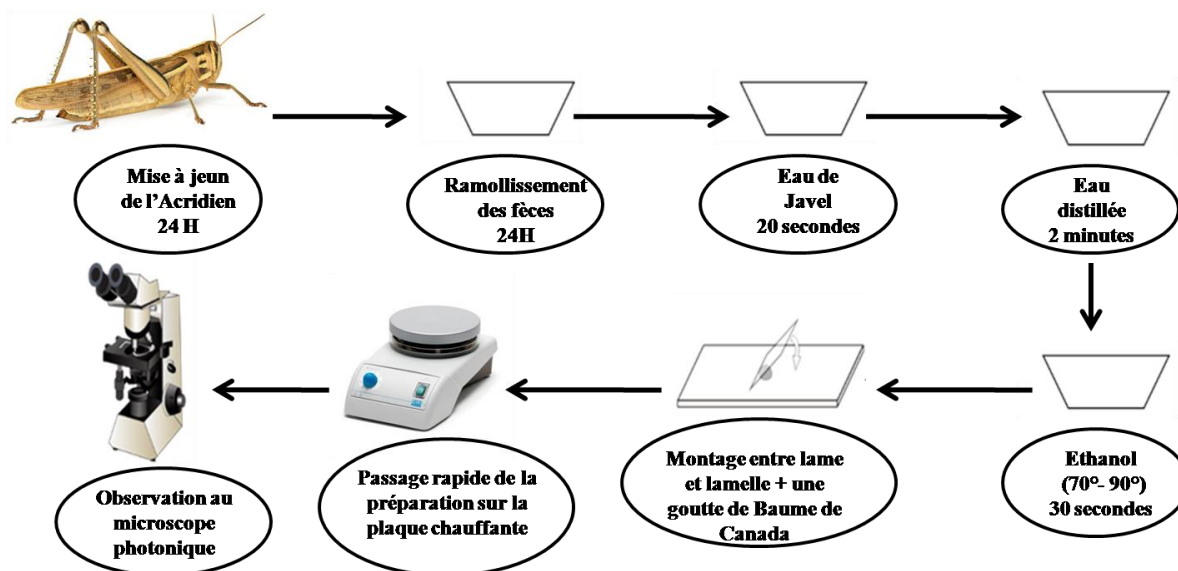 Mise à jeun
de l’Acridien
24 H
Ramollissement
des fèces
24H
Eau de
Javel
20 secondes
Eau
distillée
2 minutes
Ethanol
(70°- 90°)
30 secondes
Montage entre lame
et lamelle + une
goutte de Baume de
Canada
Passage rapide de la
préparation sur la
plaque chauffante
Observation au
microscope
photonique